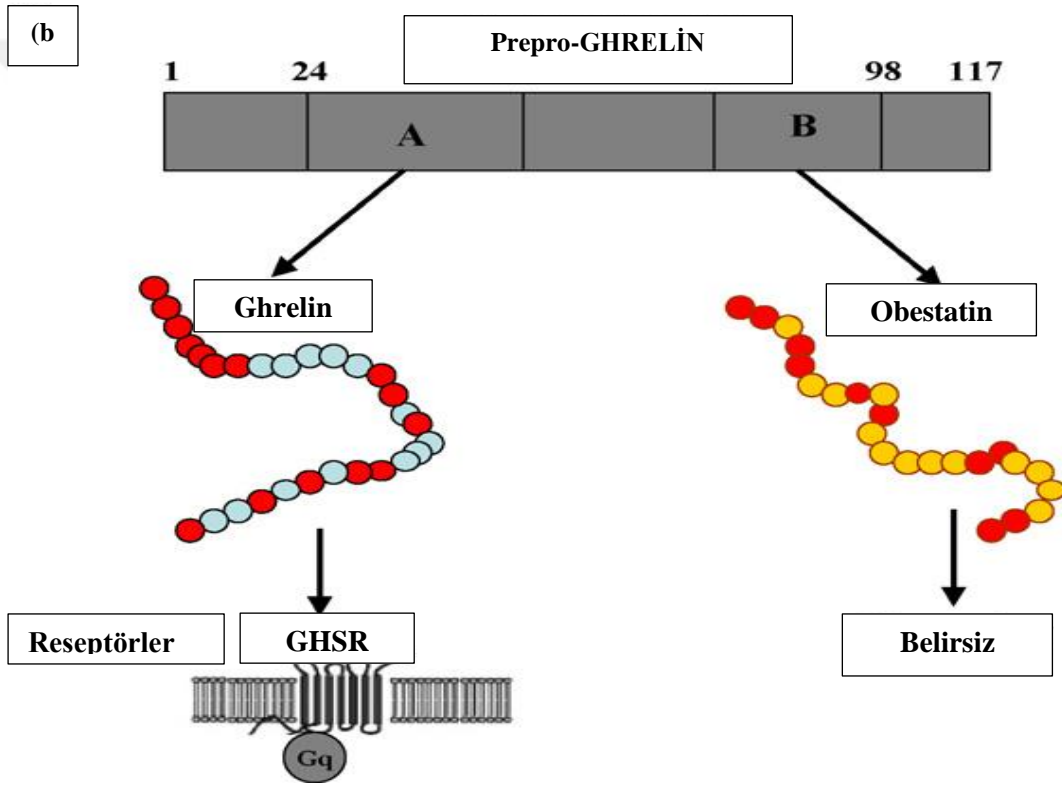 (b
Prepro-GHRELİN
1 24 98 117
A B
Ghrelin Obestatin
Reseptörler GHSR Belirsiz
Gq